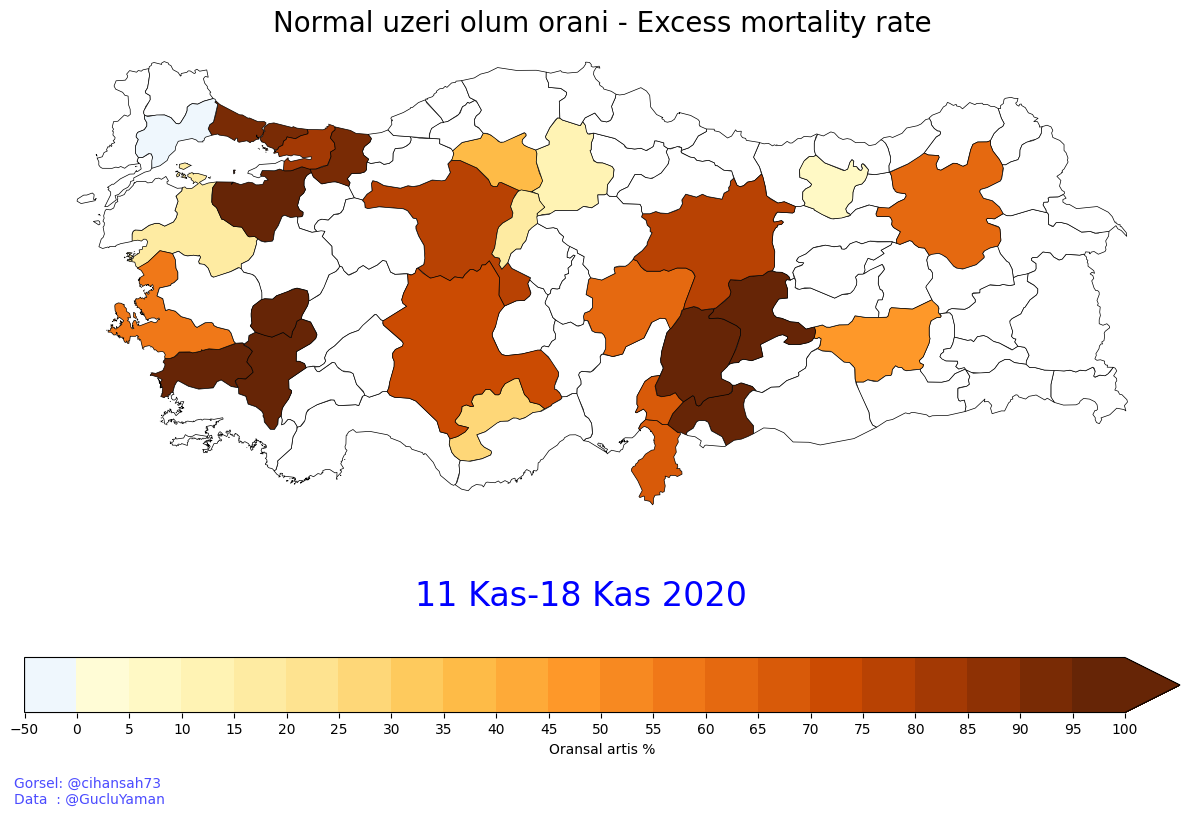 Normal uzeri olum orani - Excess mortality rate
11 Kas-18 Kas 2020
−50 0 5 10 15 20 25 30 35 40 45 50 55 60 65 70 75 80 85 90 95 100
Oransal artis %
Gorsel: @cihansah73
Data  : @GucluYaman